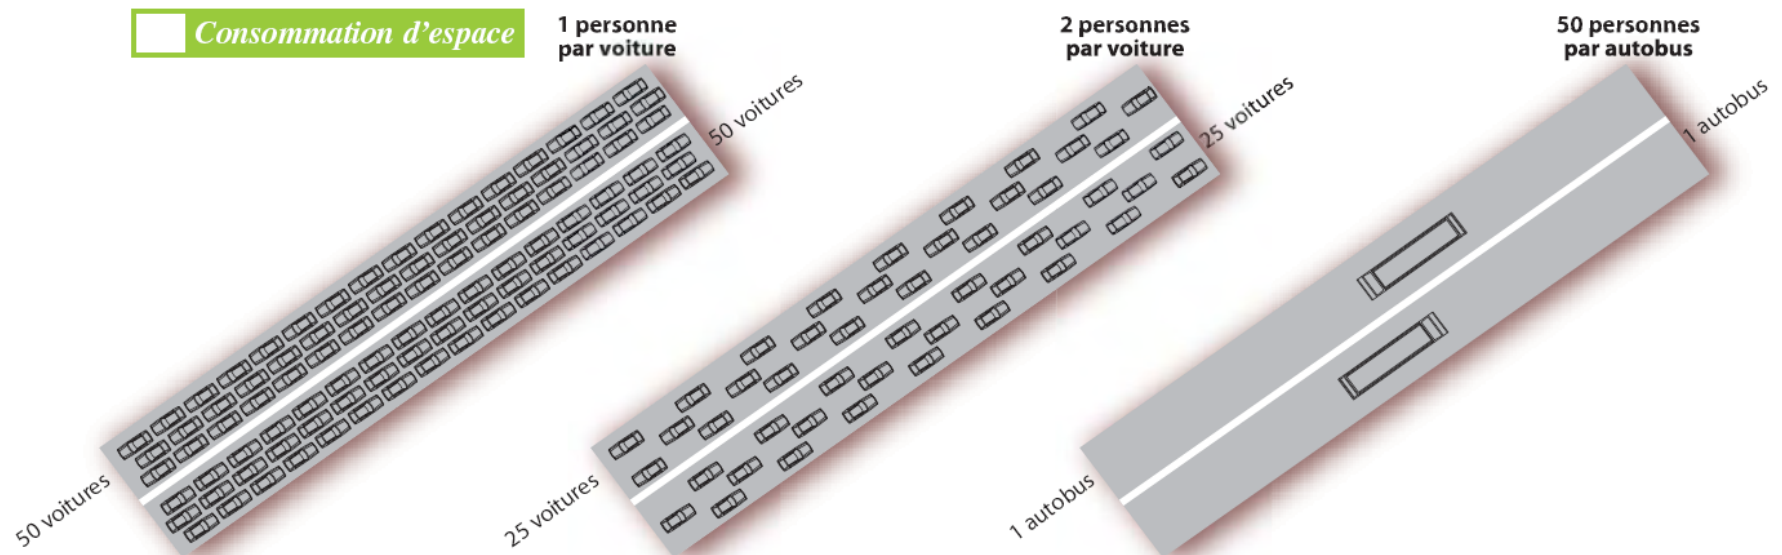 Consommation d'espace
1 personne
par voiture
50 voitures
50 voitures
2 personnes
par voiture
25 voitures
25 voitures
50 personnes
par autobus
1 autobus
1 autobus